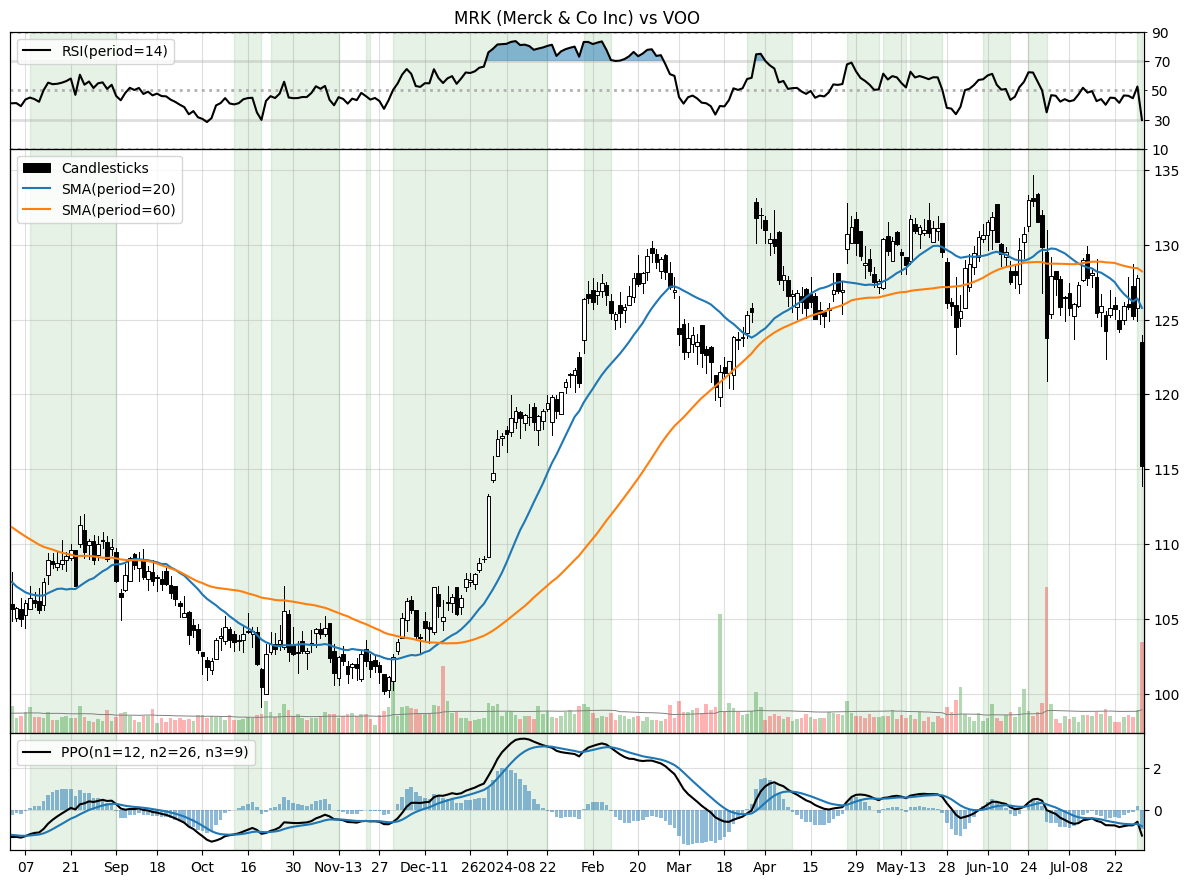 MRK (Merck & Co Inc) vs VOO
RSI(period=14)
90
70
50
30
10
Candlesticks
SMA(period=20)
SMA(period=60)
135
130
125
120
115
110
105
100
PPO(n1=12, n2=26, n3=9)
2
0
07 21 Sep 18 Oct 16 30 Nov-13 27 Dec-11 26 2024-08 22 Feb 20 Mar 18 Apr 15 29 May-13 28 Jun-10 24 Jul-08 22